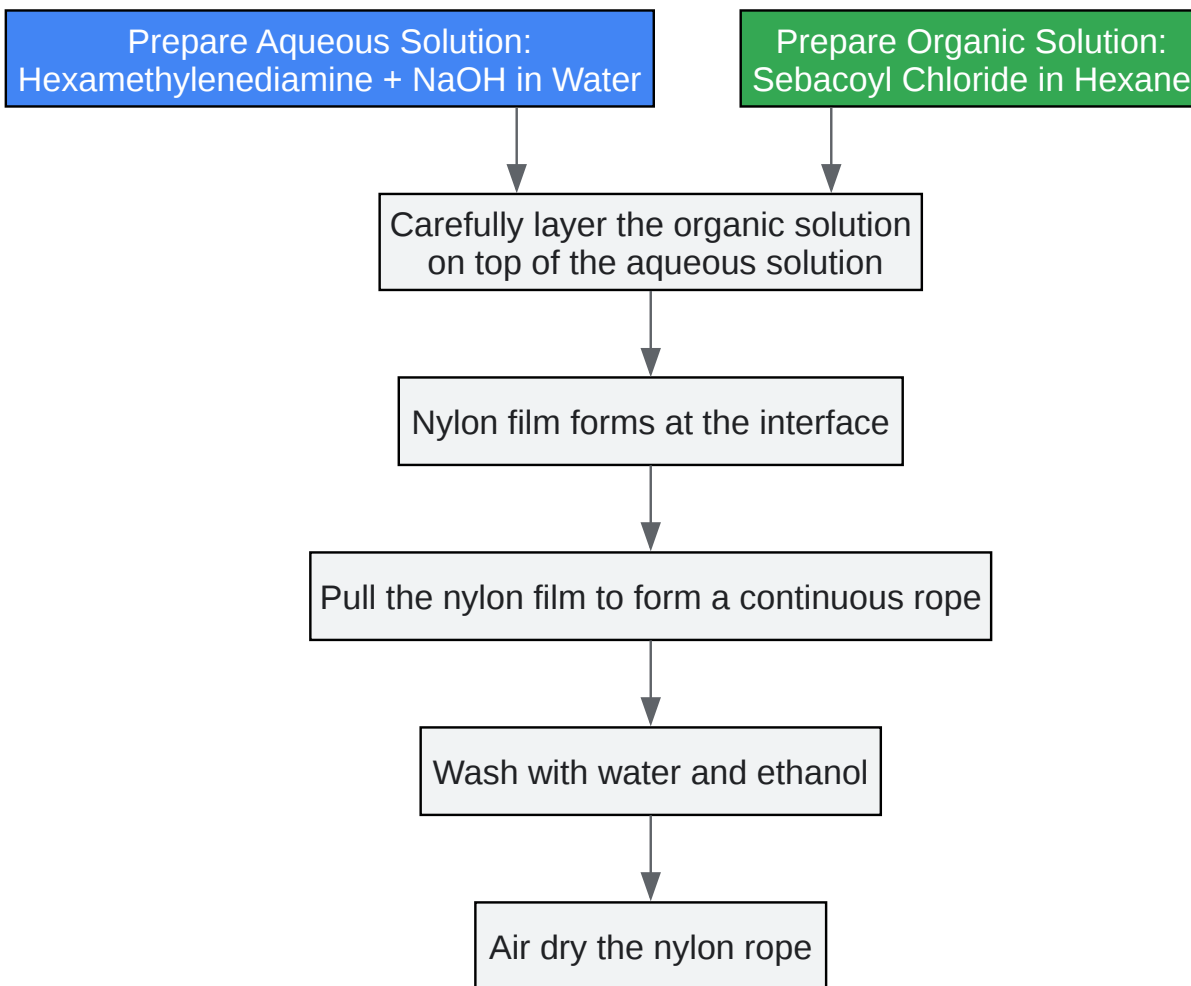 Prepare Aqueous Solution:
Hexamethylenediamine + NaOH in Water
Prepare Organic Solution:
Sebacoyl Chloride in Hexane
Carefully layer the organic solution
on top of the aqueous solution
Nylon film forms at the interface
Pull the nylon film to form a continuous rope
Wash with water and ethanol
Air dry the nylon rope